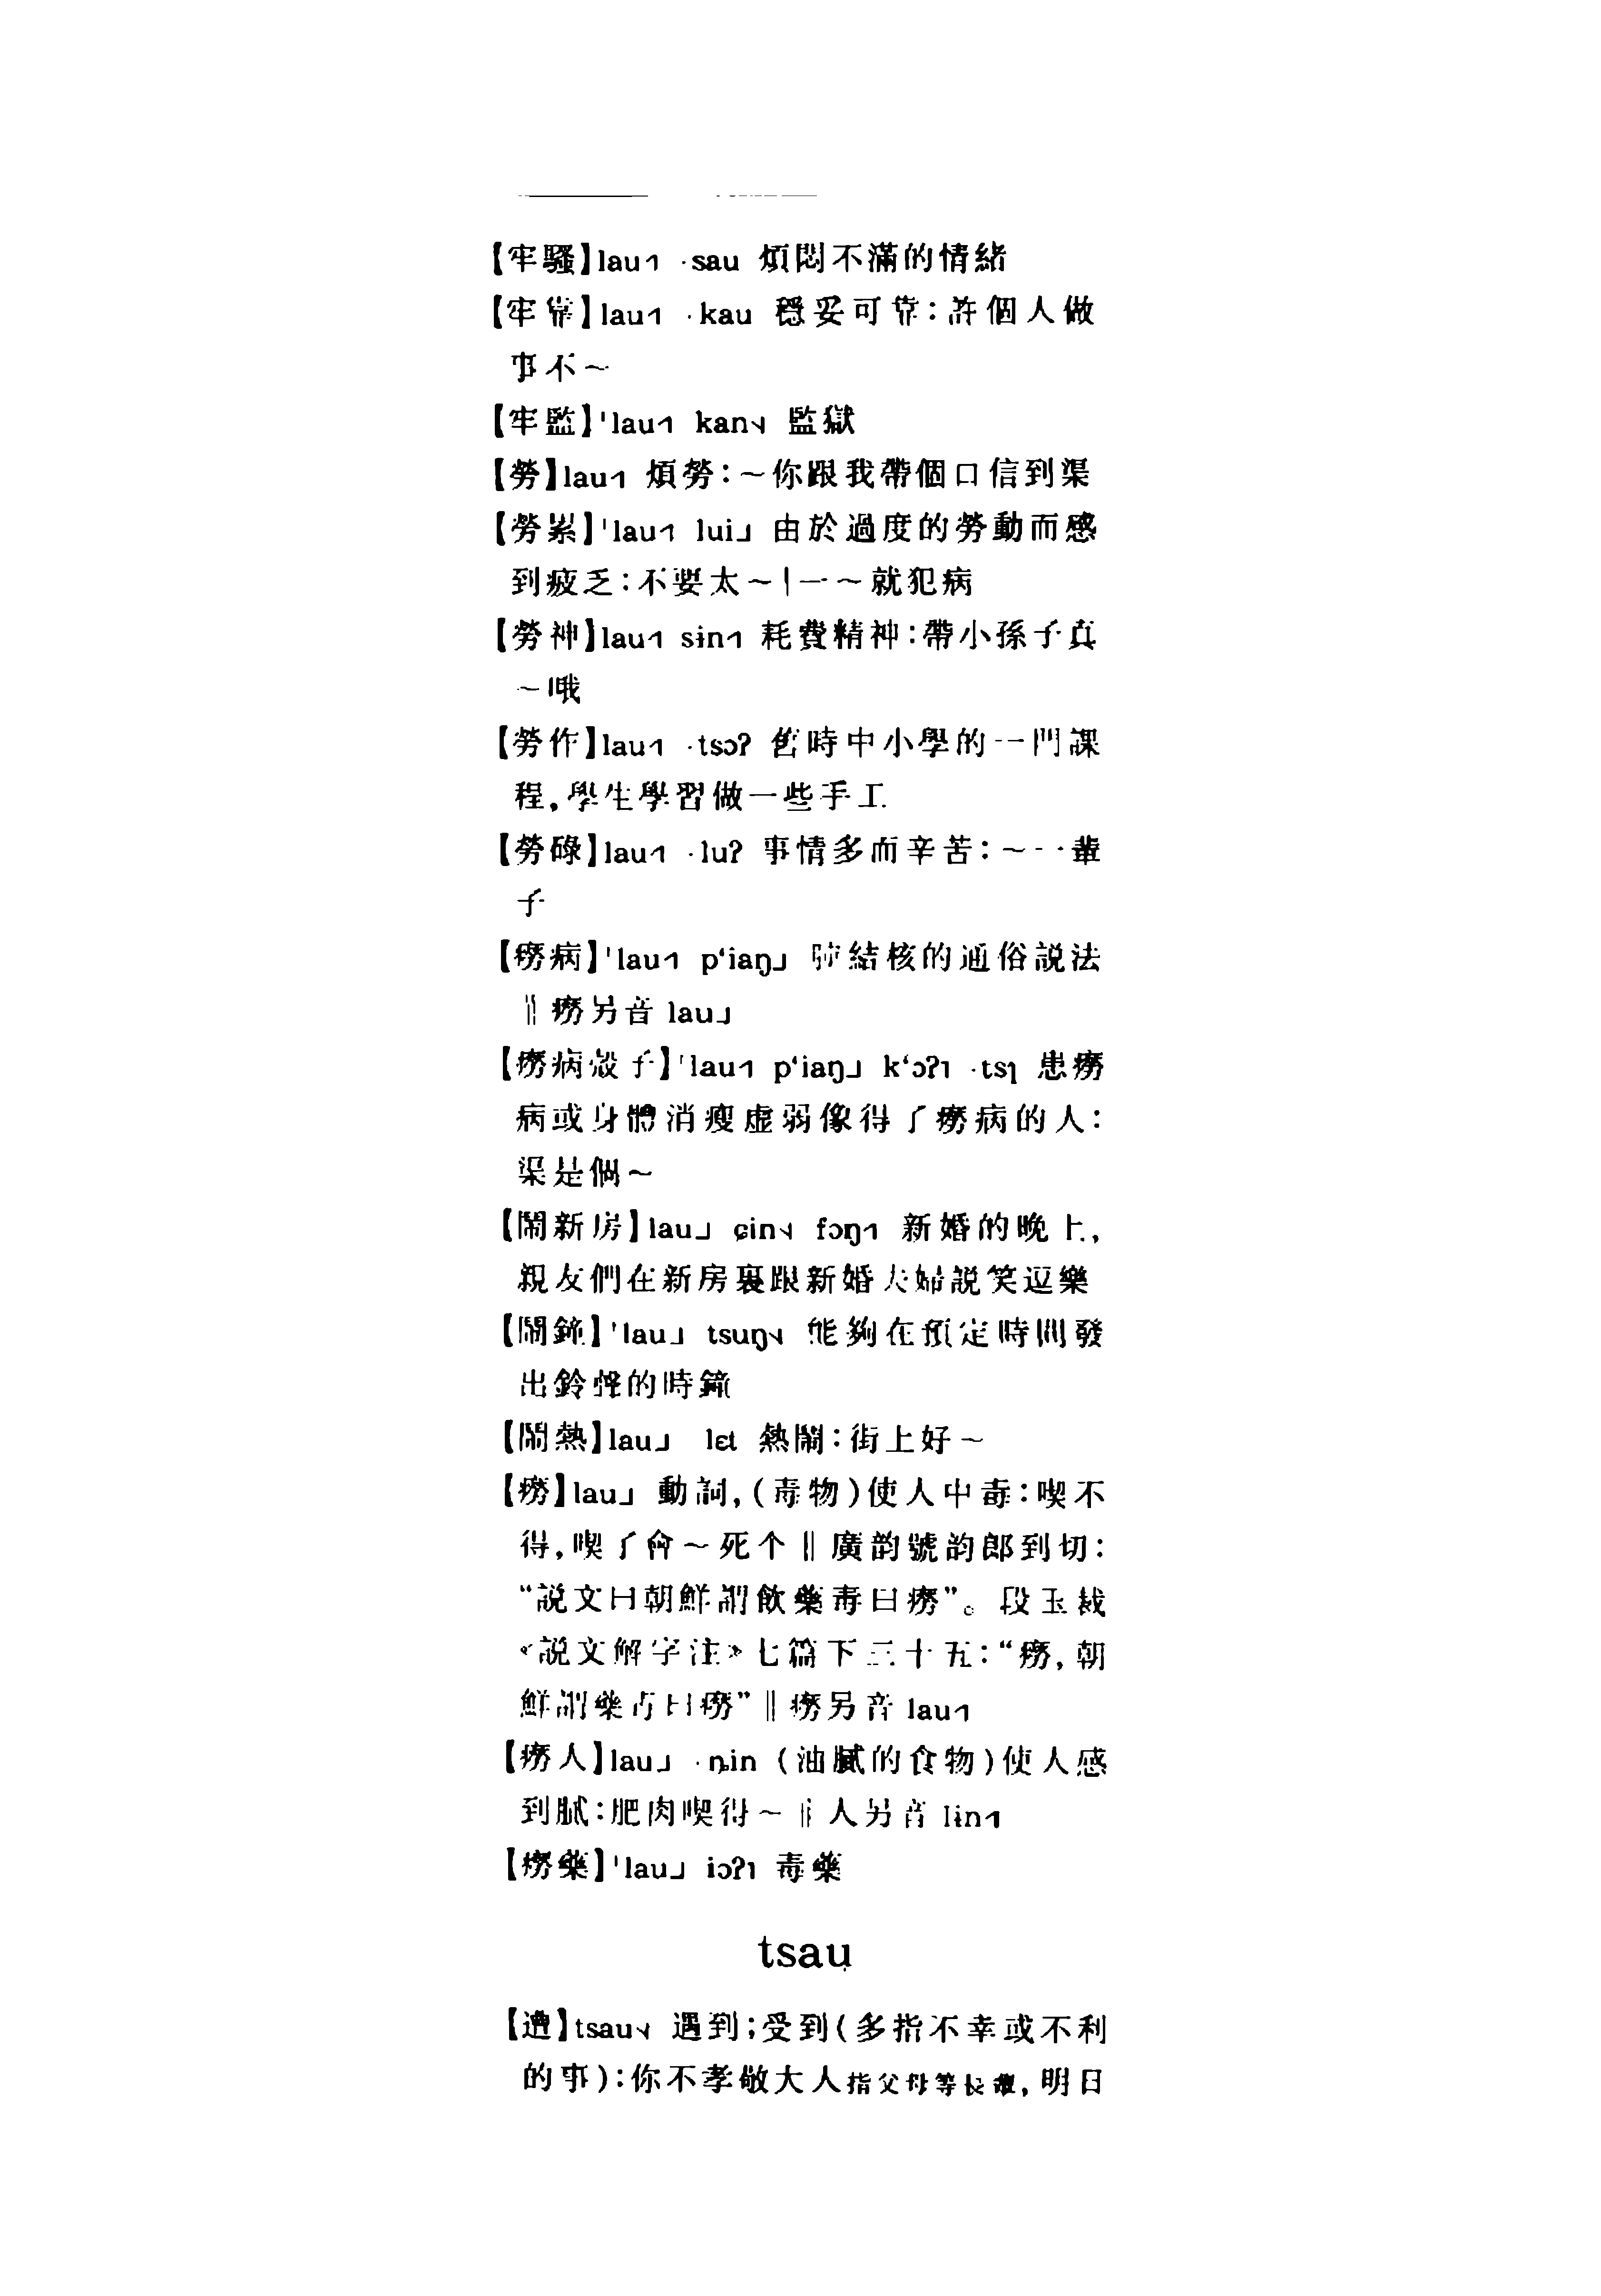 【牢騷】lau˧˥ ·sau 煩悶不滿的情緒
【牢靠】lau˧˥ ·kau 穩妥可靠:許個人做
事不～
【牢監】ˈlau˧˥ kan˦˨ 監獄
【勞】lau˧˥ 煩勞:～你跟我帶個口信到渠
【勞累】ˈlau˧˥ lui˩ 由於過度的勞動而感
到疲乏:不要太～|一～就犯病
【勞神】lau˧˥ sɨn˧˥ 耗費精神:帶小孫子真
～哦
【勞作】lau˧˥ ·tsɔʔ 舊時中小學的一門課
程,學生學習做一些手工
【勞碌】lau˧˥ ·luʔ 事情多而辛苦:～一輩
子
【癆病】ˈlau˧˥ p‘iaŋ˩ 肺結核的通俗説法
‖癆另音 lau˩
【癆病殼子】ˈlau˧˥ p‘iaŋ˩ k‘ɔʔ˥ ·tsɿ 患癆
病或身體消瘦虛弱像得了癆病的人:
渠是個～
【鬧新房】lau˩ ɕin˦˨ fɔŋ˧˥ 新婚的晚上,
親友們在新房裏跟新婚夫婦説笑逗樂
【鬧鐘】ˈlau˩ tsuŋ˦˨ 能夠在預定時間發
出鈴聲的時鐘
【鬧熱】lau˩ lɛt 熱鬧:街上好～
【癆】lau˩ 動詞,(毒物)使人中毒:喫不
得,喫了會～死个‖廣韵號韵郎到切:
“説文曰朝鮮謂飲藥毒曰癆”。段玉裁
《説文解字注》七篇下三十五:“癆,朝
鮮謂藥毒曰癆”‖癆另音 lau˧˥
【癆人】lau˩ ·ȵin (油膩的食物)使人感
到膩:肥肉喫得～‖人另音 lɨn˧˥
【癆藥】ˈlau˩ iɔʔ˥ 毒藥
tsau
【遭】tsau˦˨ 遇到;受到(多指不幸或不利
的事):你不孝敬大人指父母等長輩,明日